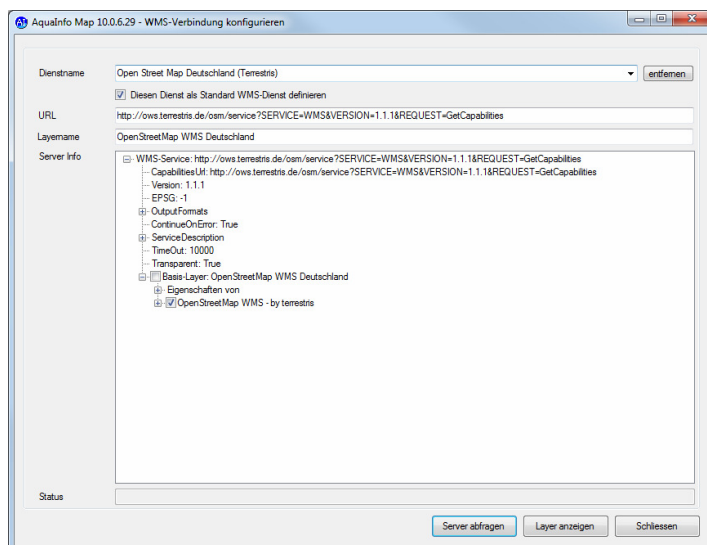 AquaInfo Map 10.0.6.29 - WMS-Verbindung konfigurieren
Dienstname
Open Street Map Deutschland (Terrestris)
entfernen
Diesen Dienst als Standard WMS-Dienst definieren
URL
http://ows.terrestris.de/osm/service?SERVICE=WMS&VERSION=1.1.1&REQUEST=GetCapabilities
Layername
OpenStreetMap WMS Deutschland
Server Info
WMS-Service: http://ows.terrestris.de/osm/service?SERVICE=WMS&VERSION=1.1.1&REQUEST=GetCapabilities
CapabilitiesUrl: http://ows.terrestris.de/osm/service?SERVICE=WMS&VERSION=1.1.1&REQUEST=GetCapabilities
Version: 1.1.1
EPSG: -1
OutputFormats
ContinueOnError: True
ServiceDescription
TimeOut: 10000
Transparent: True
Basis-Layer: OpenStreetMap WMS Deutschland
Eigenschaften von
OpenStreetMap WMS - by terrestris
Status
Server abfragen
Layer anzeigen
Schliessen